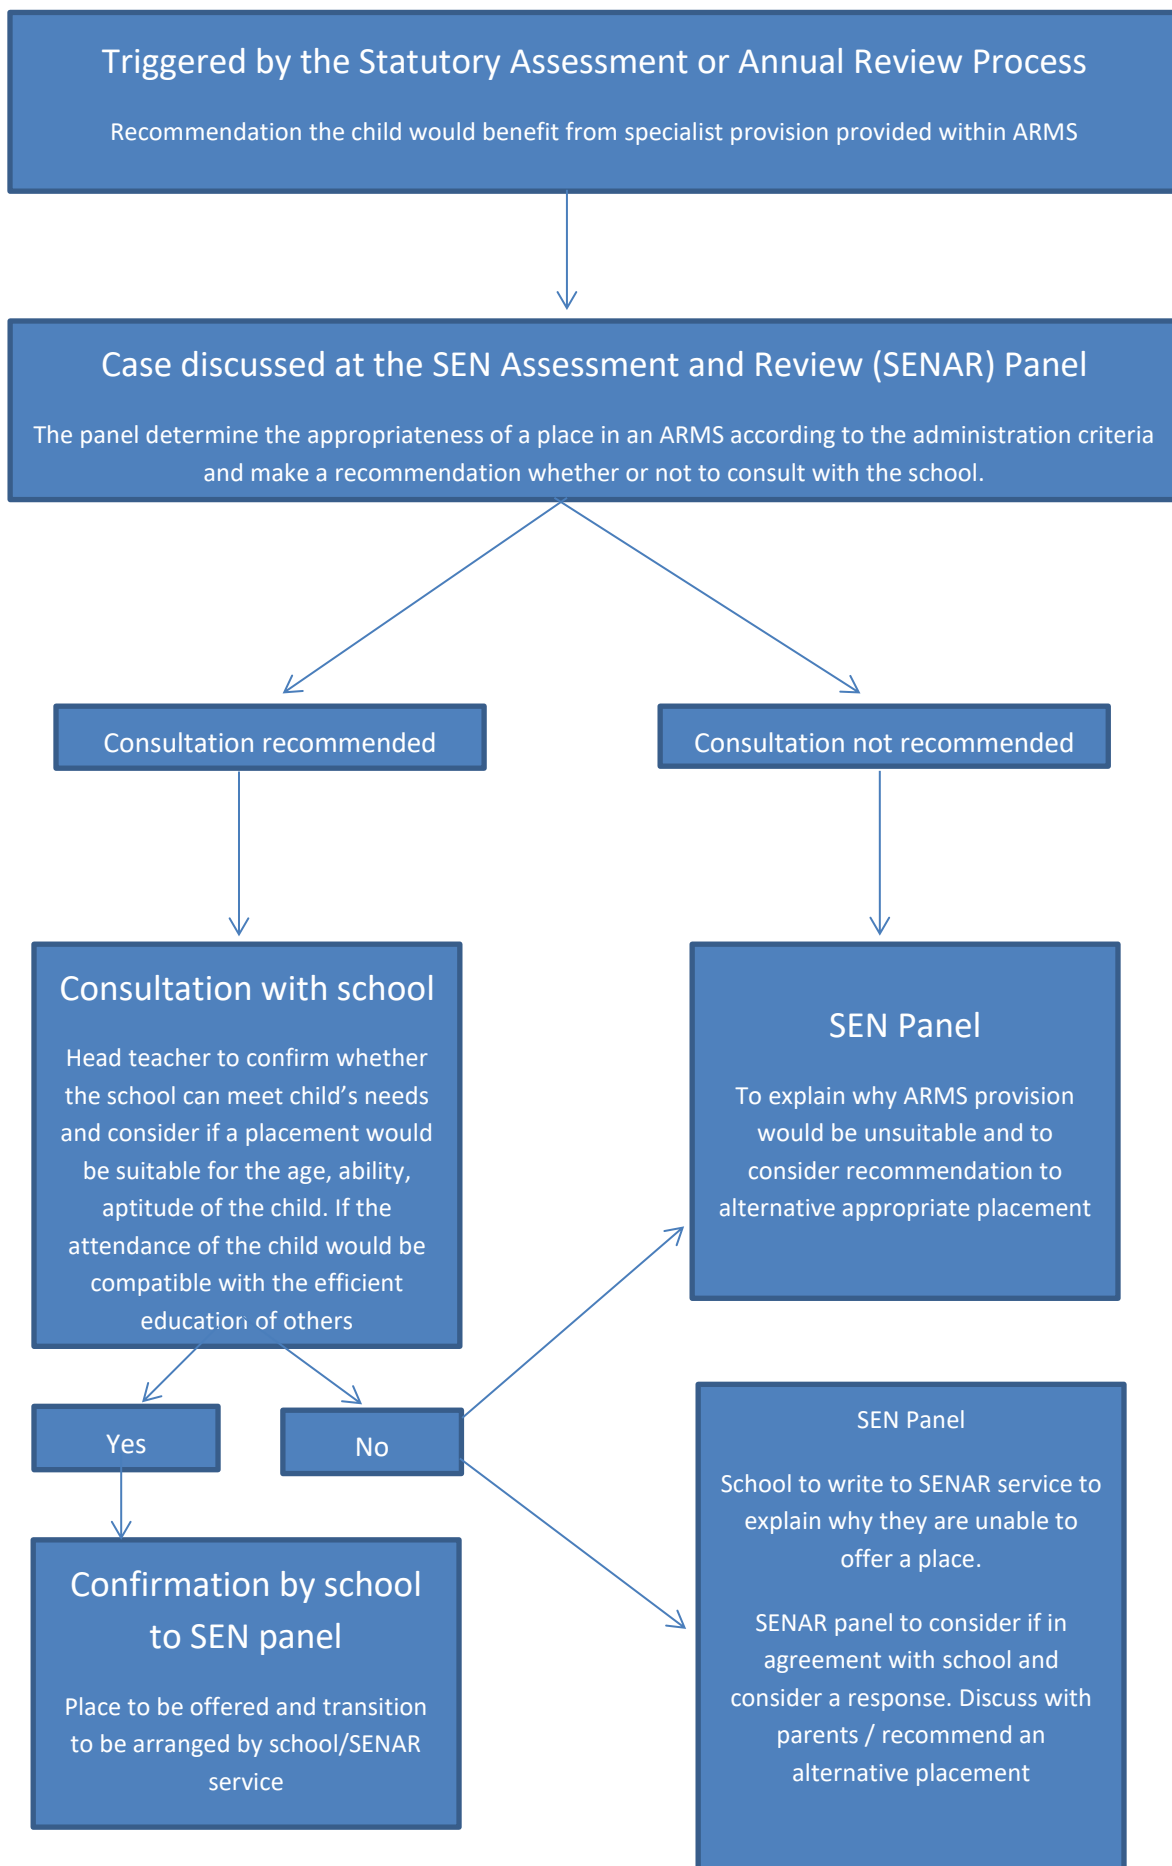 Triggered by the Statutory Assessment or Annual Review Process
Recommendation the child would benefit from specialist provision provided within ARMS
Case discussed at the SEN Assessment and Review (SENAR) Panel
The panel determine the appropriateness of a place in an ARMS according to the administration criteria
and make a recommendation whether or not to consult with the school.
Consultation recommended
Consultation not recommended
Consultation with school
Head teacher to confirm whether
the school can meet child’s needs
and consider if a placement would
be suitable for the age, ability,
aptitude of the child. If the
attendance of the child would be
compatible with the efficient
education of others
SEN Panel
To explain why ARMS provision
would be unsuitable and to
consider recommendation to
alternative appropriate placement
Yes
No
Confirmation by school
to SEN panel
Place to be offered and transition
to be arranged by school/SENAR
service
SEN Panel
School to write to SENAR service to
explain why they are unable to
offer a place.
SENAR panel to consider if in
agreement with school and
consider a response. Discuss with
parents / recommend an
alternative placement